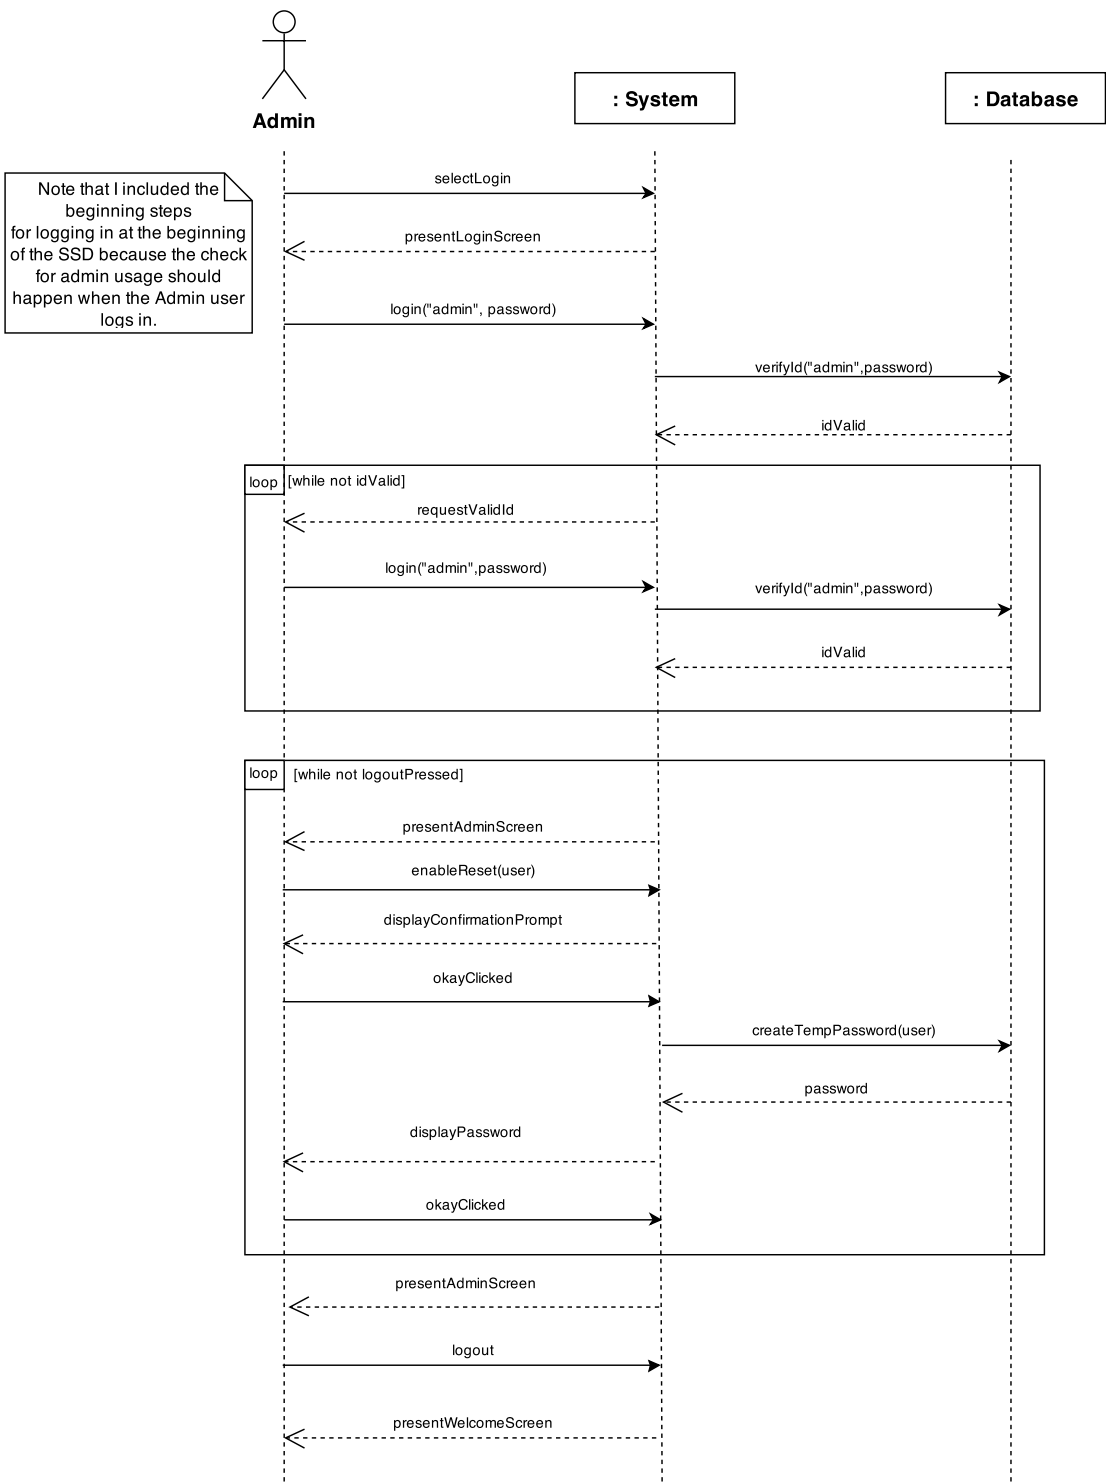 Admin
: System
: Database
Note that I included the
beginning steps
for logging in at the beginning
of the SSD because the check
for admin usage should
happen when the Admin user
logs in.
selectLogin
presentLoginScreen
login("admin", password)
verifyId("admin",password)
idValid
loop
[while not idValid]
requestValidId
login("admin",password)
verifyId("admin",password)
idValid
loop
[while not logoutPressed]
presentAdminScreen
enableReset(user)
displayConfirmationPrompt
okayClicked
createTempPassword(user)
password
displayPassword
okayClicked
presentAdminScreen
logout
presentWelcomeScreen